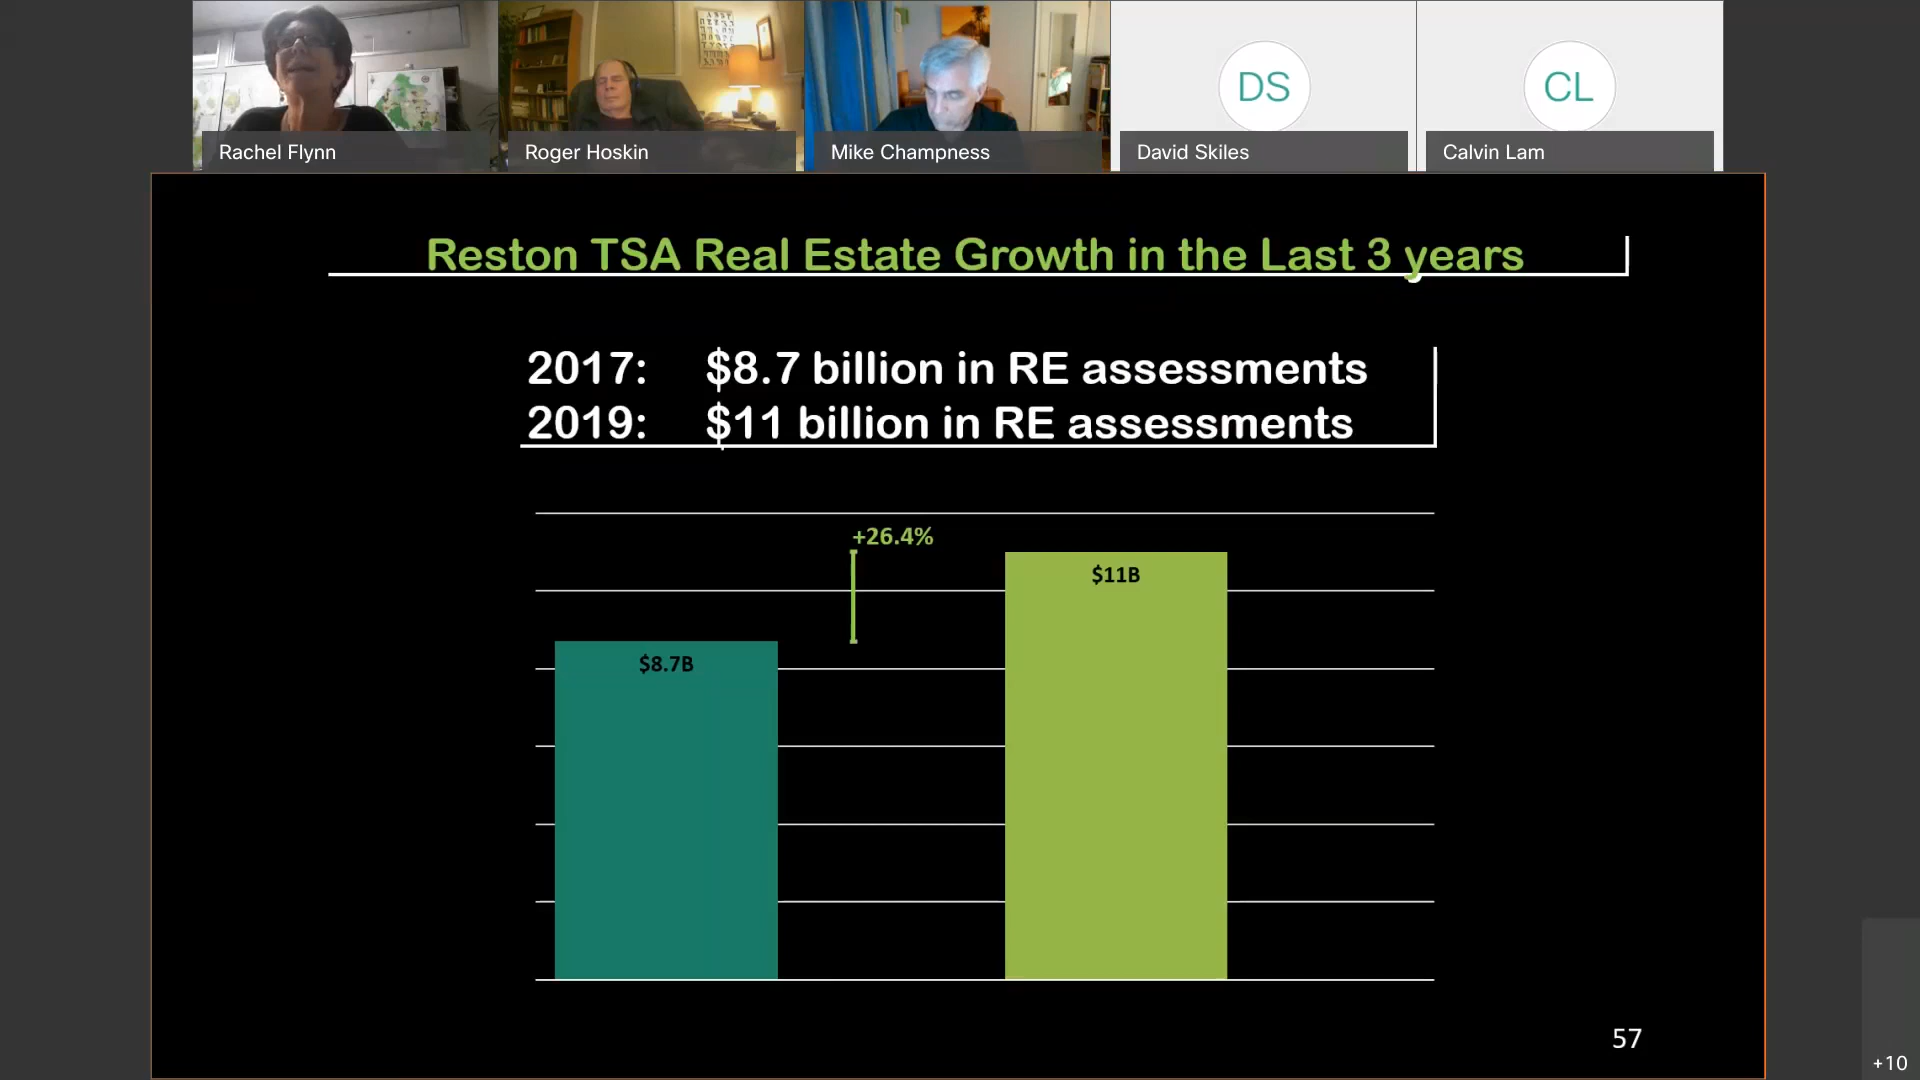 DS
CL
Rachel Flynn
Roger Hoskin
Mike Champness
David Skiles
Calvin Lam
Reston TSA Real Estate Growth in the Last 3 years
2017: $8.7 billion in RE assessments
2019: $11 billion in RE assessments
+26.4%
$11B
$8.7B
57
+10